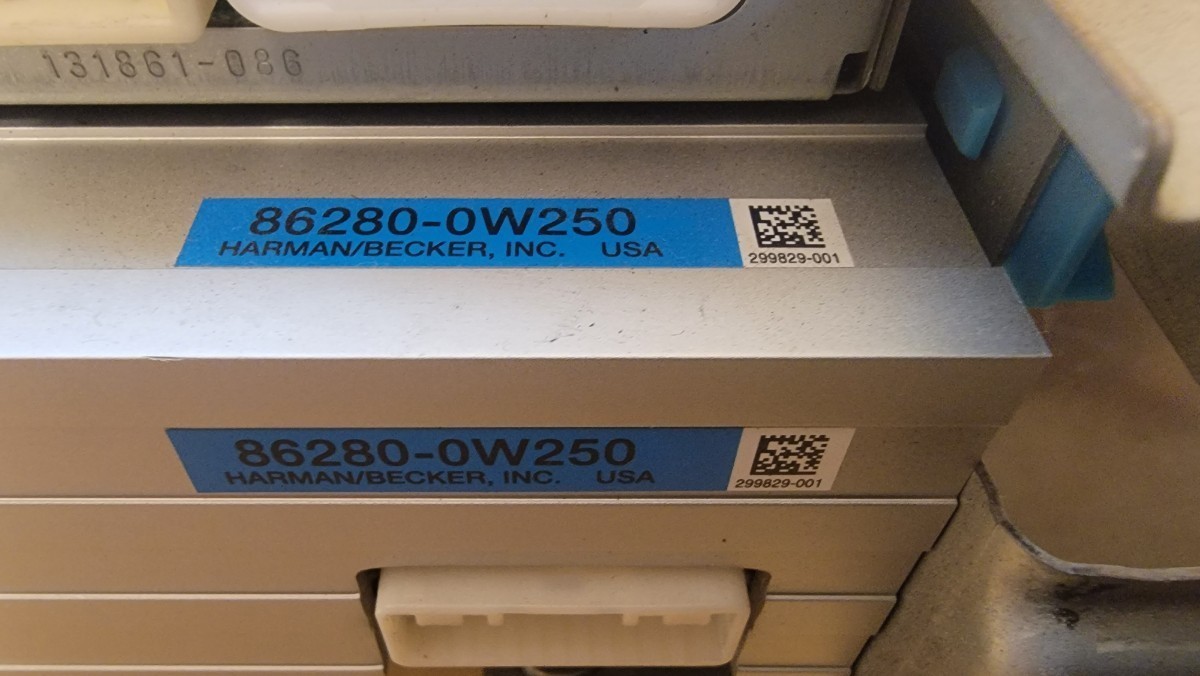 131861-086
86280-0W250
HARMAN/BECKER, INC. USA
299829-001
86280-0W250
HARMAN/BECKER, INC. USA
299829-001